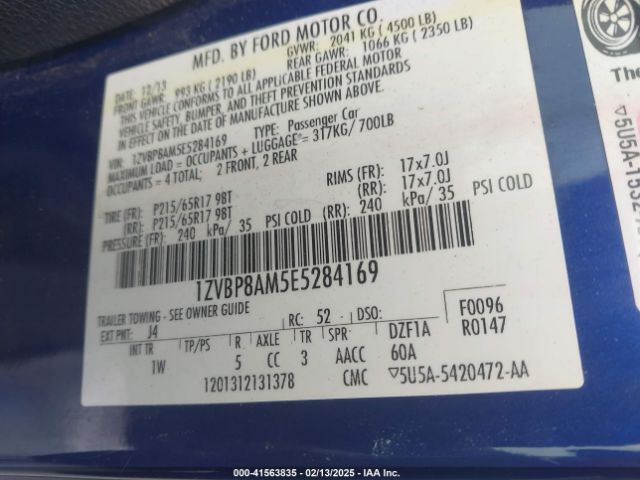 MFD. BY FORD MOTOR CO.
DATE: 12/13 GVWR: 2041 KG ( 4500 LB)
FRONT GAWR: 993 KG ( 2190 LB) REAR GAWR: 1066 KG ( 2350 LB)
THIS VEHICLE CONFORMS TO ALL APPLICABLE FEDERAL MOTOR
VEHICLE SAFETY, BUMPER, AND THEFT PREVENTION STANDARDS
IN EFFECT ON THE DATE OF MANUFACTURE SHOWN ABOVE.
VIN: 1ZVBP8AM5E5284169 TYPE: Passenger Car
MAXIMUM LOAD = OCCUPANTS + LUGGAGE = 317KG/ 700LB
OCCUPANTS = 4 TOTAL; 2 FRONT, 2 REAR
TIRE (FR): P215/65R17 98T RIMS (FR): 17x7.0J
(RR): P215/65R17 98T (RR): 17x7.0J
PRESSURE (FR): 240 kPa/ 35 PSI COLD (RR): 240 kPa/ 35 PSI COLD
1ZVBP8AM5E5284169
TRAILER TOWING - SEE OWNER GUIDE
EXT PNT: J4 RC: 52 DSO: F0096
INT TR TP/PS R AXLE TR SPR: DZF1A R0147
1W 5 CC 3 AACC 60A
1201312131378 CMC ▽5U5A-5420472-AA
The
▽5U5A-1532
000-41563835 - 02/13/2025 - IAA Inc.